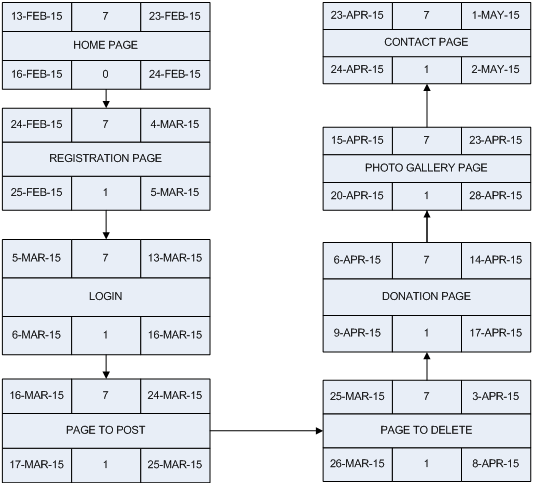 13-FEB-15 7 23-FEB-15
HOME PAGE
16-FEB-15 0 24-FEB-15
24-FEB-15 7 4-MAR-15
REGISTRATION PAGE
25-FEB-15 1 5-MAR-15
5-MAR-15 7 13-MAR-15
LOGIN
6-MAR-15 1 16-MAR-15
16-MAR-15 7 24-MAR-15
PAGE TO POST
17-MAR-15 1 25-MAR-15
25-MAR-15 7 3-APR-15
PAGE TO DELETE
26-MAR-15 1 8-APR-15
6-APR-15 7 14-APR-15
DONATION PAGE
9-APR-15 1 17-APR-15
15-APR-15 7 23-APR-15
PHOTO GALLERY PAGE
20-APR-15 1 28-APR-15
23-APR-15 7 1-MAY-15
CONTACT PAGE
24-APR-15 1 2-MAY-15